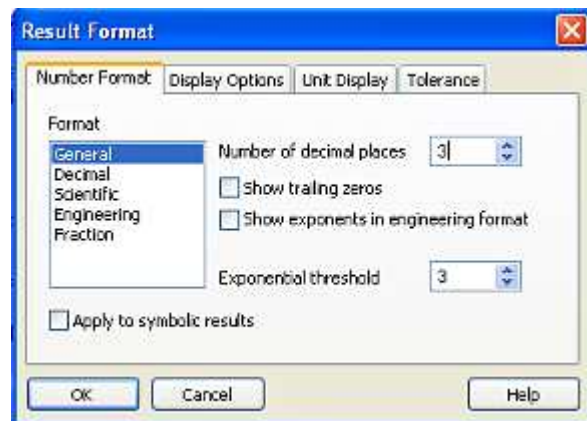 Result Format
Number Format Display Options Unit Display Tolerance
Format
General
Decimal
Scientific
Engineering
Fraction
Number of decimal places 3
Show trailing zeros
Show exponents in engineering format
Exponential threshold 3
Apply to symbolic results
OK Cancel Help